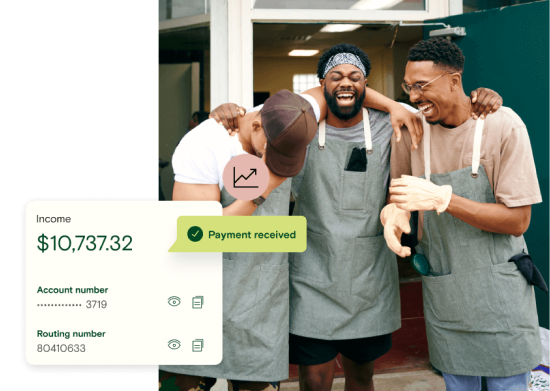 Income
$10,737.32
Payment received
Account number
············· 3719
Routing number
80410633